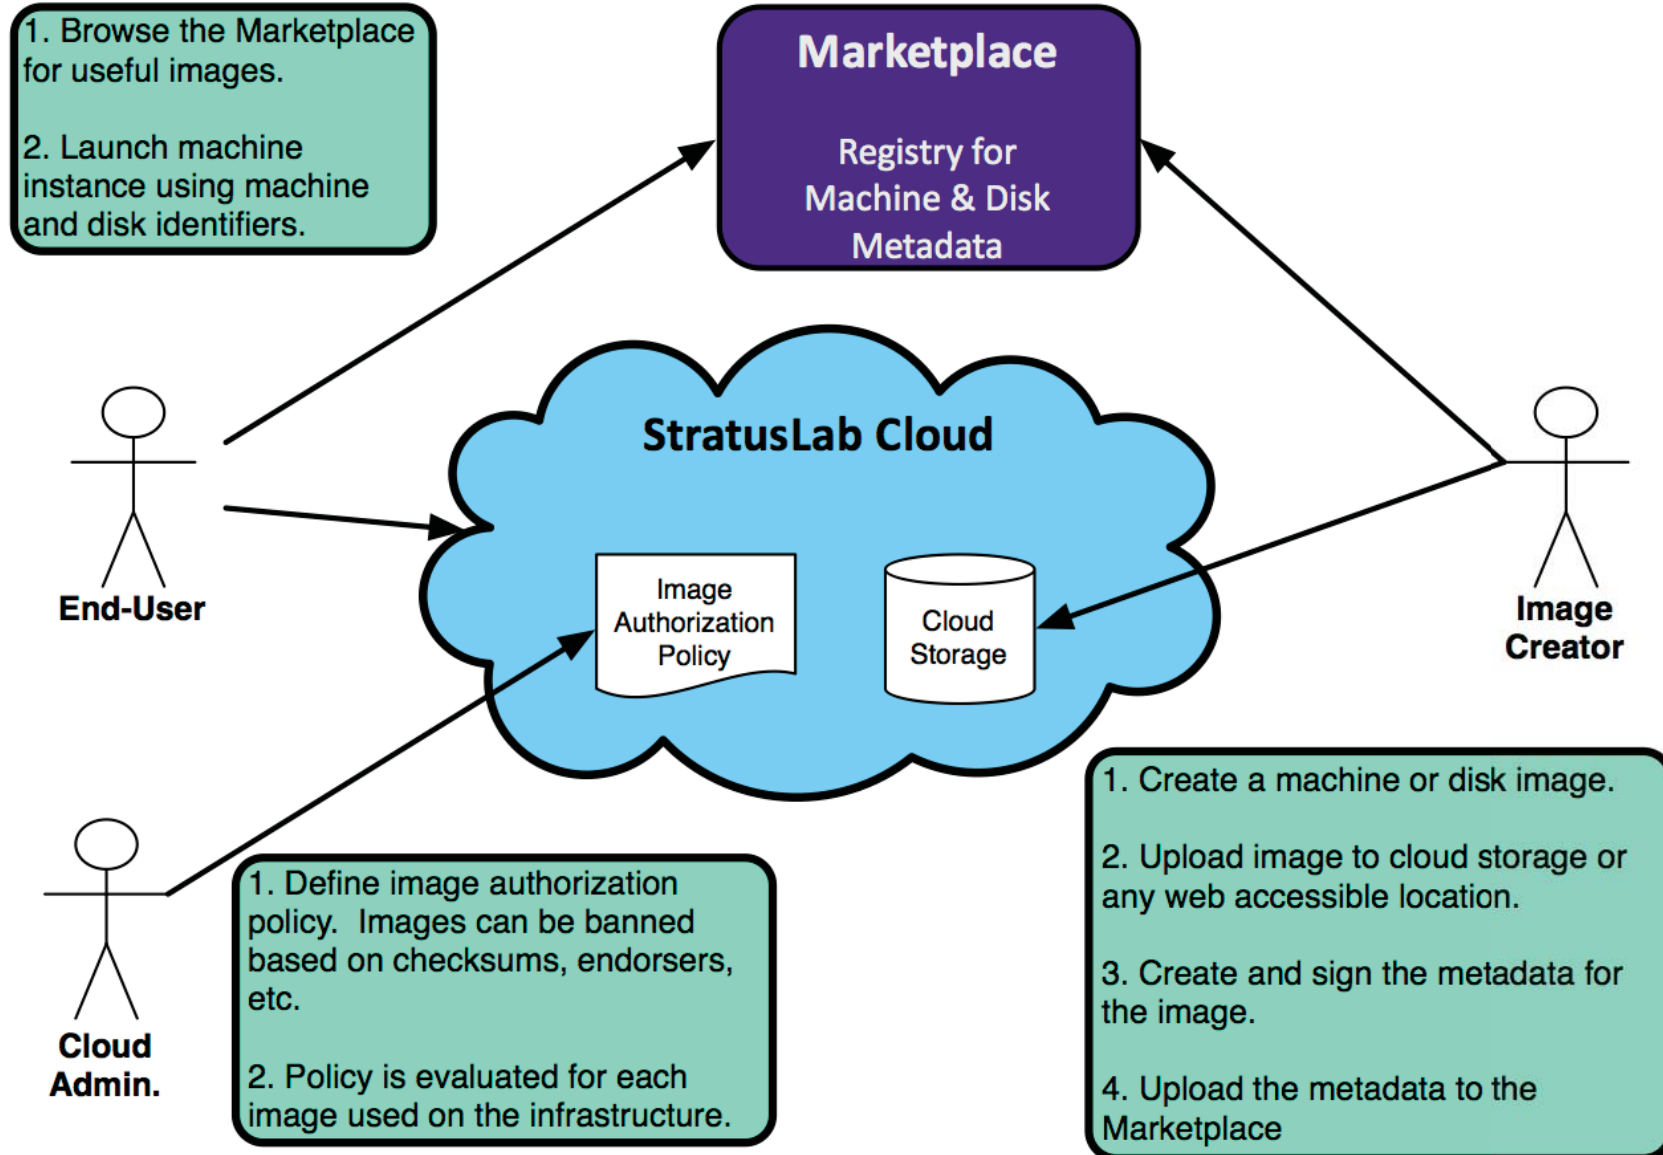 1. Browse the Marketplace
for useful images.
2. Launch machine
instance using machine
and disk identifiers.
Marketplace
Registry for
Machine & Disk
Metadata
StratusLab Cloud
Image
Authorization
Policy
Cloud
Storage
End-User
Image
Creator
Cloud
Admin.
1. Define image authorization
policy.  Images can be banned
based on checksums, endorsers,
etc.
2. Policy is evaluated for each
image used on the infrastructure.
1. Create a machine or disk image.
2. Upload image to cloud storage or
any web accessible location.
3. Create and sign the metadata for
the image.
4. Upload the metadata to the
Marketplace